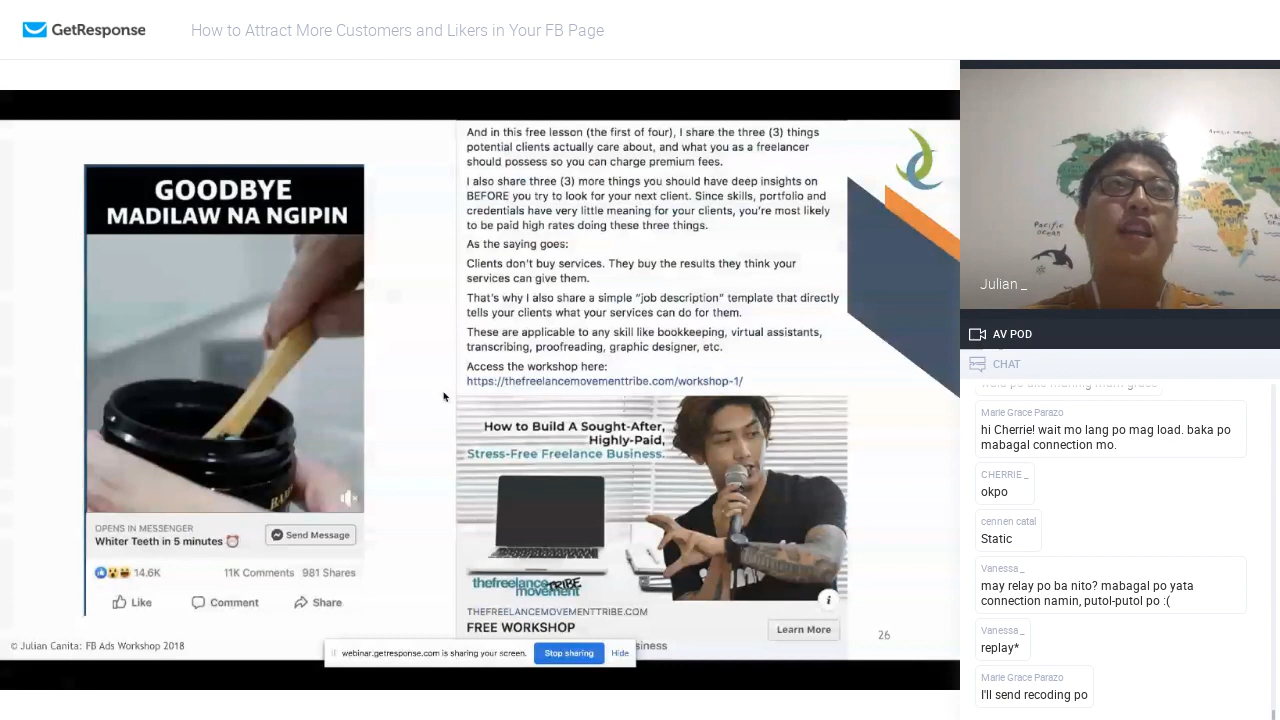 GetResponse
How to Attract More Customers and Likers in Your FB Page
GOODBYE
MADILAW NA NGIPIN
OPENS IN MESSENGER
Whiter Teeth in 5 minutes ⏰
Send Message
14.6K
11K Comments 981 Shares
Like
Comment
Share
© Julian Canita: FB Ads Workshop 2018
And in this free lesson (the first of four), I share the three (3) things
potential clients actually care about, and what you as a freelancer
should possess so you can charge premium fees.
I also share three (3) more things you should have deep insights on
BEFORE you try to look for your next client. Since skills, portfolio and
credentials have very little meaning for your clients, you're most likely
to be paid high rates doing these three things.
As the saying goes:
Clients don't buy services. They buy the results they think your
services can give them.
That's why I also share a simple "job description" template that directly
tells your clients what your services can do for them.
These are applicable to any skill like bookkeeping, virtual assistants,
transcribing, proofreading, graphic designer, etc.
Access the workshop here:
https://thefreelancemovementtribe.com/workshop-1/
How to Build A Sought-After,
Highly-Paid,
Stress-Free Freelance Business.
thefreelance TRIBE
movement
THEFREELANCEMOVEMENTTRIBE.COM
FREE WORKSHOP
Learn More
26
webinar.getresponse.com is sharing your screen.
Stop sharing
Hide
PACIFIC
OCEAN
Julian _
AV POD
CHAT
Marie Grace Parazo
hi Cherrie! wait mo lang po mag load. baka po
mabagal connection mo.
CHERRIE _
okpo
cennen catal
Static
Vanessa _
may relay po ba nito? mabagal po yata
connection namin, putol-putol po :(
Vanessa _
replay*
Marie Grace Parazo
I'll send recoding po